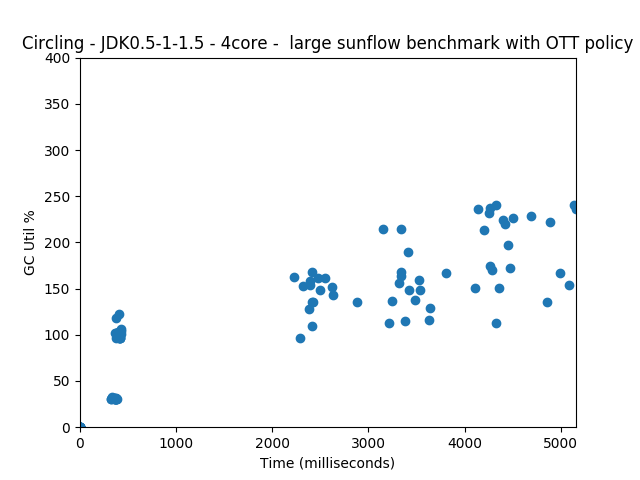 Circling - JDK0.5-1-1.5 - 4core -  large sunflow benchmark with OTT policy
400
350
300
250
200
150
100
50
0
GC Util %
0 1000 2000 3000 4000 5000
Time (milliseconds)